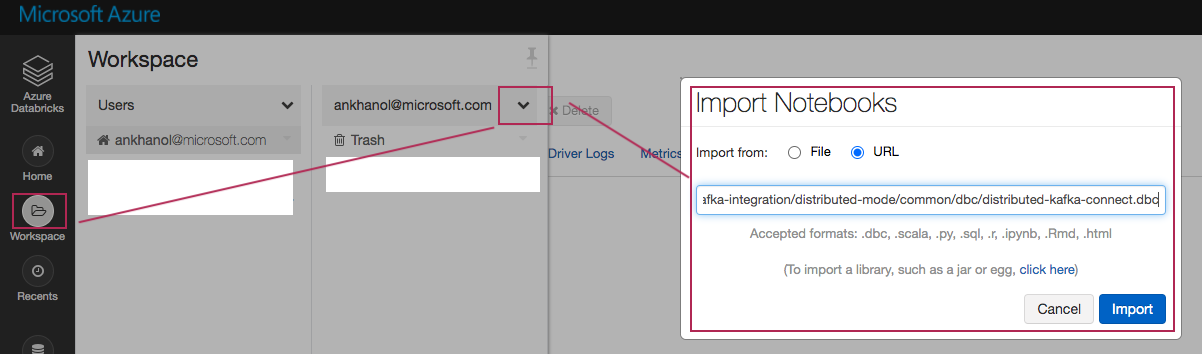 Microsoft Azure
Azure
Databricks
Home
Workspace
Recents
Workspace
Users
ankhanol@microsoft.com
ankhanol@microsoft.com
Trash
Delete
Driver Logs
Metrics
Import Notebooks
Import from: File URL
afka-integration/distributed-mode/common/dbc/distributed-kafka-connect.dbc
Accepted formats: .dbc, .scala, .py, .sql, .r, .ipynb, .Rmd, .html
(To import a library, such as a jar or egg, click here)
Cancel Import